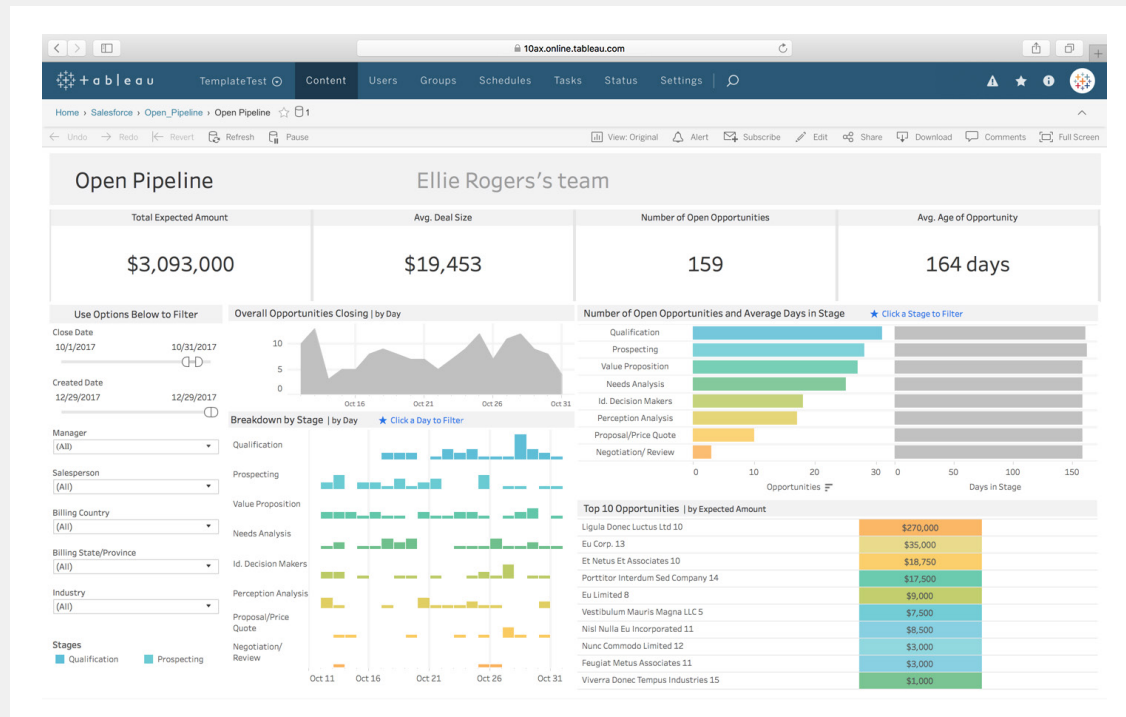 10ax.online.tableau.com
+ a b | e a u TemplateTest Content Users Groups Schedules Tasks Status Settings
Home › Salesforce › Open_Pipeline › Open Pipeline 1
Undo Redo Revert Refresh Pause View: Original Alert Subscribe Edit Share Download Comments Full Screen
Open Pipeline Ellie Rogers's team
Total Expected Amount Avg. Deal Size Number of Open Opportunities Avg. Age of Opportunity
$3,093,000 $19,453 159 164 days
Use Options Below to Filter
Close Date
10/1/2017 10/31/2017
Created Date
12/29/2017 12/29/2017
Manager
(All)
Salesperson
(All)
Billing Country
(All)
Billing State/Province
(All)
Industry
(All)
Stages
Qualification Prospecting
Overall Opportunities Closing | by Day
10
5
0
Oct 16 Oct 21 Oct 26 Oct 31
Breakdown by Stage | by Day ★ Click a Day to Filter
Qualification
Prospecting
Value Proposition
Needs Analysis
Id. Decision Makers
Perception Analysis
Proposal/Price
Quote
Negotiation/
Review
Oct 11 Oct 16 Oct 21 Oct 26 Oct 31
Number of Open Opportunities and Average Days in Stage ★ Click a Stage to Filter
Qualification
Prospecting
Value Proposition
Needs Analysis
Id. Decision Makers
Perception Analysis
Proposal/Price Quote
Negotiation/ Review
0 10 20 30 0 50 100 150
Opportunities Days in Stage
Top 10 Opportunities | by Expected Amount
Ligula Donec Luctus Ltd 10 $270,000
Eu Corp. 13 $35,000
Et Netus Et Associates 10 $18,750
Porttitor Interdum Sed Company 14 $17,500
Eu Limited 8 $9,000
Vestibulum Mauris Magna LLC 5 $7,500
Nisl Nulla Eu Incorporated 11 $8,500
Nunc Commodo Limited 12 $3,000
Feugiat Metus Associates 11 $3,000
Viverra Donec Tempus Industries 15 $1,000